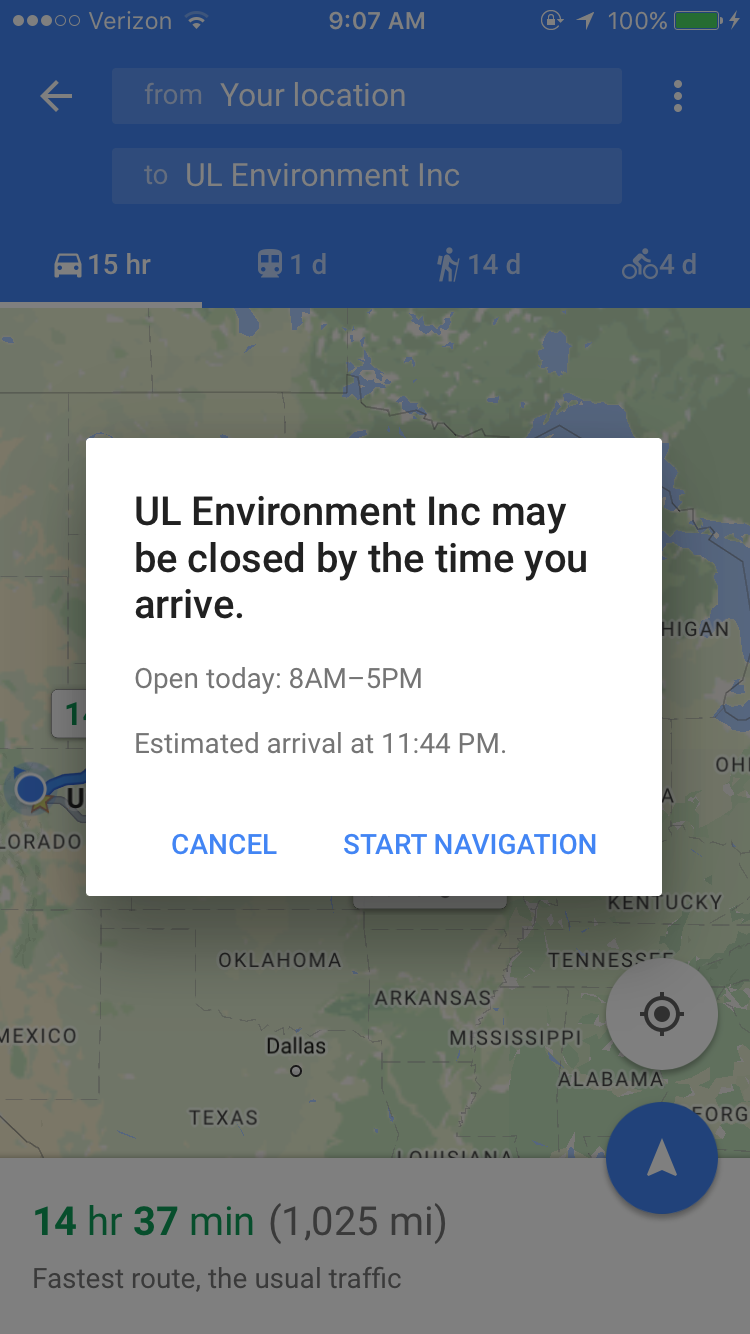 Verizon 9:07 AM 100%
from Your location
to UL Environment Inc
15 hr 1 d 14 d 4 d
UL Environment Inc may
be closed by the time you
arrive.
Open today: 8AM–5PM
Estimated arrival at 11:44 PM.
CANCEL START NAVIGATION
HIGAN
14
OHI
U
A
LORADO
KENTUCKY
OKLAHOMA
TENNESSEE
ARKANSAS
MEXICO
Dallas
MISSISSIPPI
ALABAMA
TEXAS
EORG
LOUISIANA
14 hr 37 min (1,025 mi)
Fastest route, the usual traffic